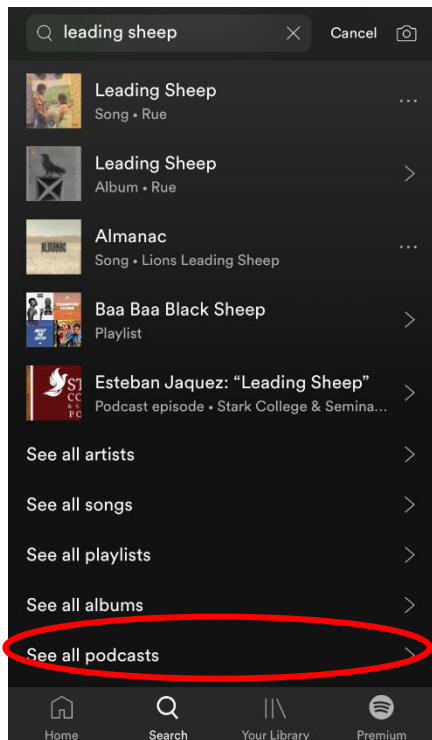 leading sheep
Cancel
Leading Sheep
Song • Rue
Leading Sheep
Album • Rue
ALMANAC
Almanac
Song • Lions Leading Sheep
Baa Baa Black Sheep
Playlist
Esteban Jaquez: “Leading Sheep”
Podcast episode • Stark College & Semina...
See all artists
See all songs
See all playlists
See all albums
See all podcasts
Home
Search
Your Library
Premium